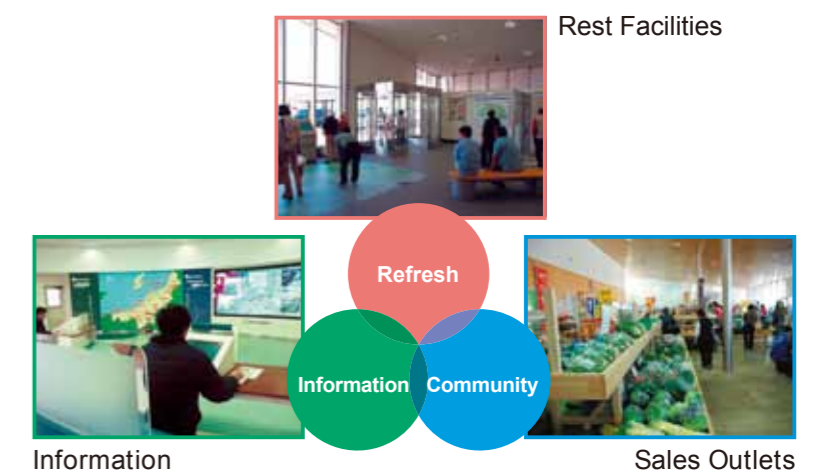 Rest Facilities
Refresh
Information
Community
Information
Sales Outlets